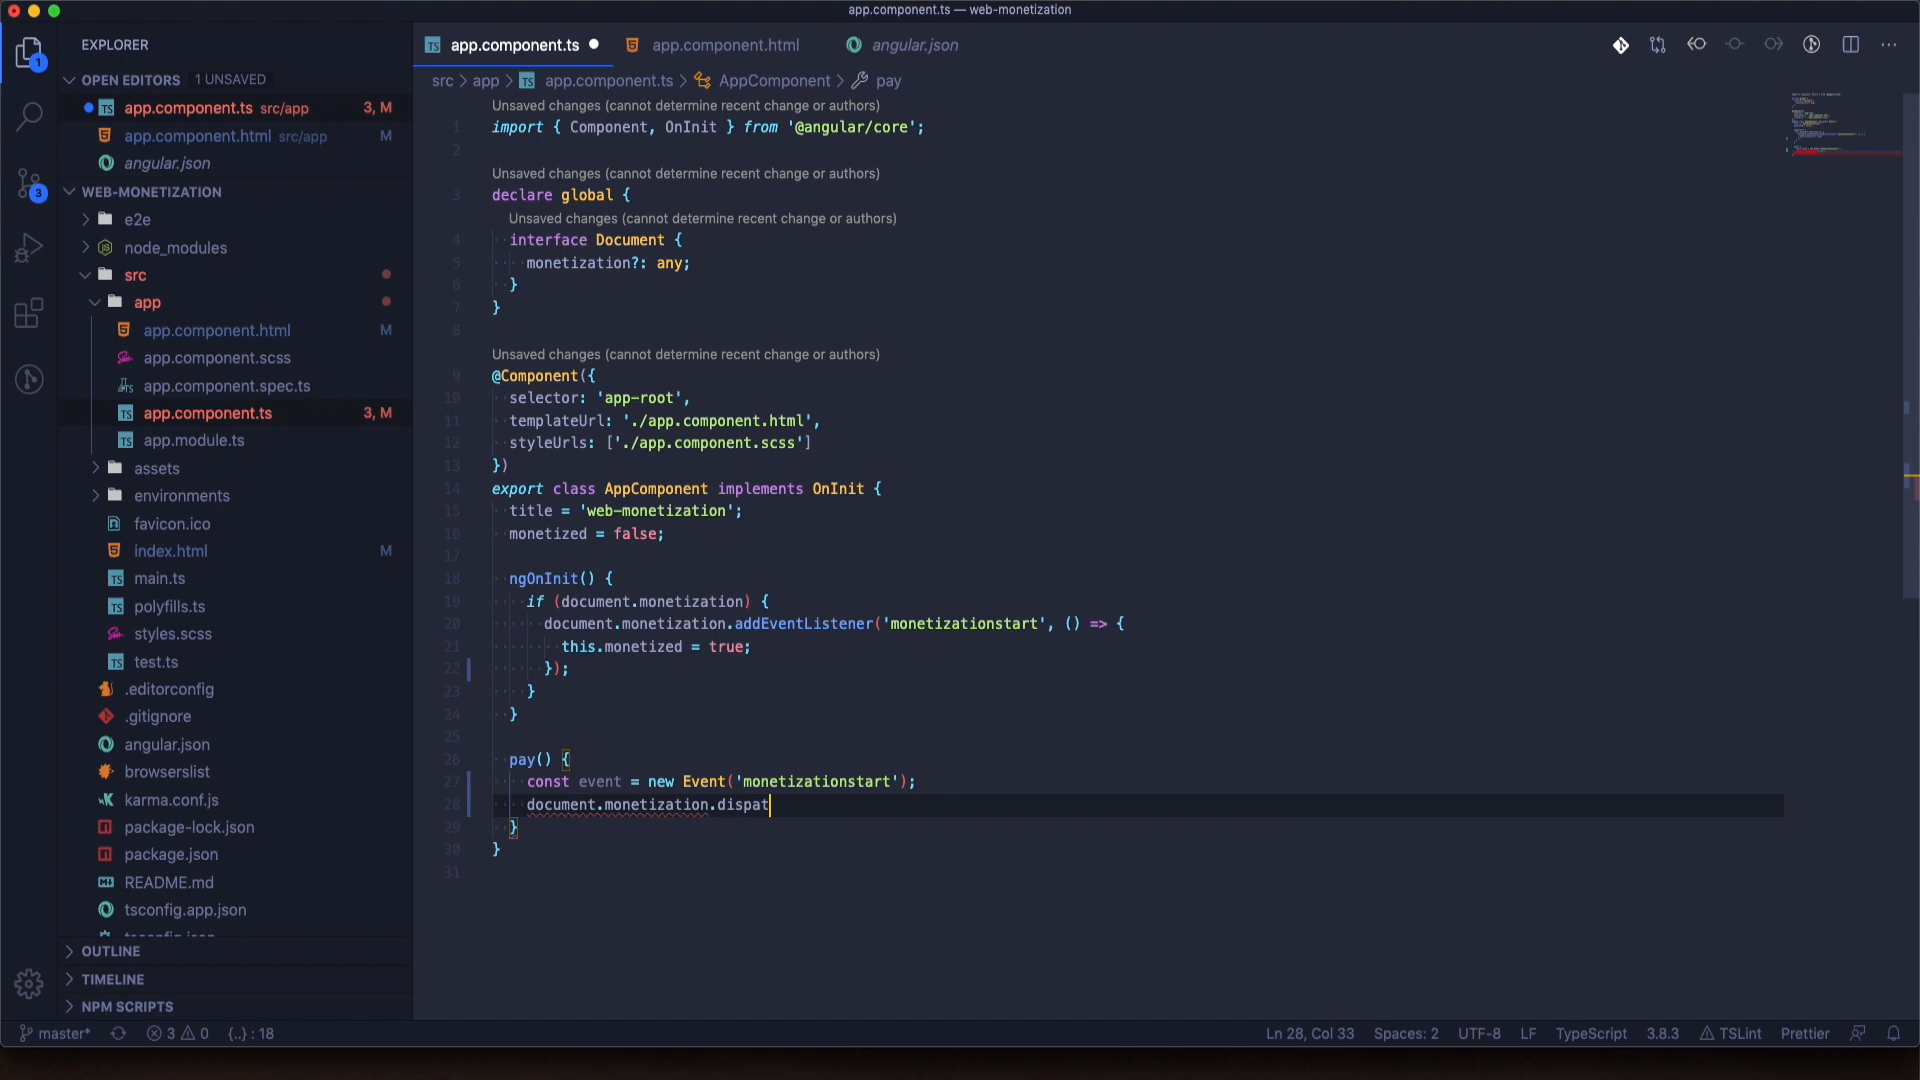 app.component.ts — web-monetization
EXPLORER
OPEN EDITORS 1 UNSAVED
app.component.ts src/app 3, M
app.component.html src/app M
angular.json
WEB-MONETIZATION
e2e
node_modules
src
app
app.component.html M
app.component.scss
app.component.spec.ts
app.component.ts 3, M
app.module.ts
assets
environments
favicon.ico
index.html M
main.ts
polyfills.ts
styles.scss
test.ts
.editorconfig
.gitignore
angular.json
browserslist
karma.conf.js
package-lock.json
package.json
README.md
tsconfig.app.json
OUTLINE
TIMELINE
NPM SCRIPTS
1
3
app.component.ts
app.component.html
angular.json
src > app > app.component.ts > AppComponent > pay
Unsaved changes (cannot determine recent change or authors)
1 import { Component, OnInit } from '@angular/core';
2
Unsaved changes (cannot determine recent change or authors)
3 declare global {
Unsaved changes (cannot determine recent change or authors)
4 interface Document {
5 monetization?: any;
6 }
7 }
8
Unsaved changes (cannot determine recent change or authors)
9 @Component({
10 selector: 'app-root',
11 templateUrl: './app.component.html',
12 styleUrls: ['./app.component.scss']
13 })
14 export class AppComponent implements OnInit {
15 title = 'web-monetization';
16 monetized = false;
17
18 ngOnInit() {
19 if (document.monetization) {
20 document.monetization.addEventListener('monetizationstart', () => {
21 this.monetized = true;
22 });
23 }
24 }
25
26 pay() {
27 const event = new Event('monetizationstart');
28 document.monetization.dispat
29 }
30 }
31
master* 3 0 {..} : 18
Ln 28, Col 33 Spaces: 2 UTF-8 LF TypeScript 3.8.3 TSLint Prettier